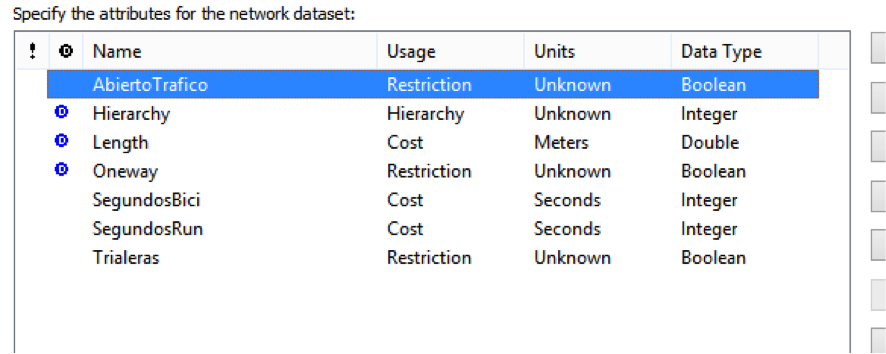 Specify the attributes for the network dataset:
! D Name Usage Units Data Type
AbiertoTrafico Restriction Unknown Boolean
D Hierarchy Hierarchy Unknown Integer
D Length Cost Meters Double
D Oneway Restriction Unknown Boolean
SegundosBici Cost Seconds Integer
SegundosRun Cost Seconds Integer
Trialeras Restriction Unknown Boolean